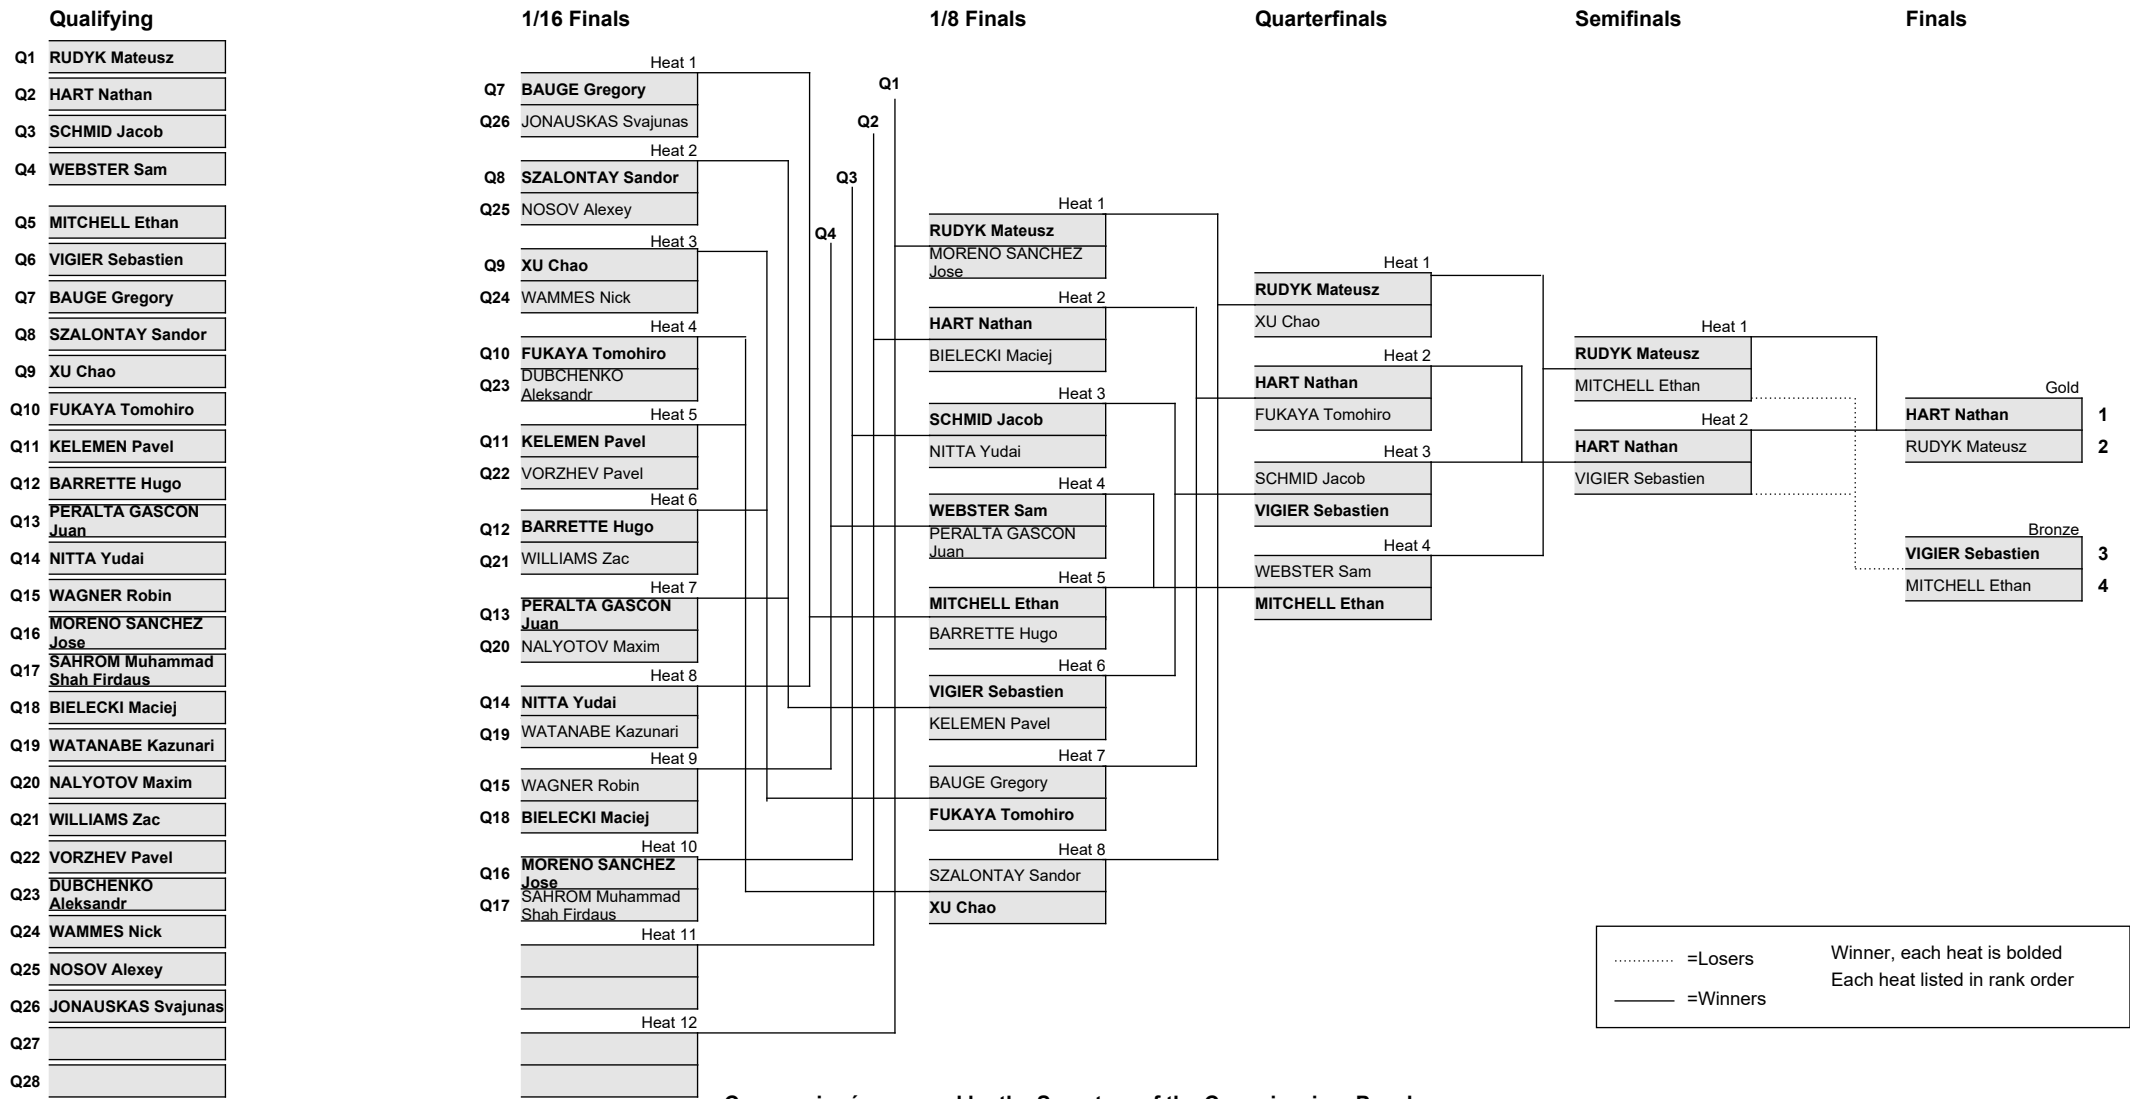 Qualifying
1/16 Finals
1/8 Finals
Quarterfinals
Semifinals
Finals
Q1 RUDYK Mateusz
Q2 HART Nathan
Q3 SCHMID Jacob
Q4 WEBSTER Sam
Q5 MITCHELL Ethan
Q6 VIGIER Sebastien
Q7 BAUGE Gregory
Q8 SZALONTAY Sandor
Q9 XU Chao
Q10 FUKAYA Tomohiro
Q11 KELEMEN Pavel
Q12 BARRETTE Hugo
Q13 PERALTA GASCON
Juan
Q14 NITTA Yudai
Q15 WAGNER Robin
Q16 MORENO SANCHEZ
Jose
Q17 SAHROM Muhammad
Shah Firdaus
Q18 BIELECKI Maciej
Q19 WATANABE Kazunari
Q20 NALYOTOV Maxim
Q21 WILLIAMS Zac
Q22 VORZHEV Pavel
Q23 DUBCHENKO
Aleksandr
Q24 WAMMES Nick
Q25 NOSOV Alexey
Q26 JONAUSKAS Svajunas
Q27
Q28
Heat 1
Q7 BAUGE Gregory
Q26 JONAUSKAS Svajunas
Heat 2
Q8 SZALONTAY Sandor
Q25 NOSOV Alexey
Heat 3
Q9 XU Chao
Q24 WAMMES Nick
Heat 4
Q10 FUKAYA Tomohiro
Q23 DUBCHENKO
Aleksandr
Heat 5
Q11 KELEMEN Pavel
Q22 VORZHEV Pavel
Heat 6
Q12 BARRETTE Hugo
Q21 WILLIAMS Zac
Heat 7
Q13 PERALTA GASCON
Juan
Q20 NALYOTOV Maxim
Heat 8
Q14 NITTA Yudai
Q19 WATANABE Kazunari
Heat 9
Q15 WAGNER Robin
Q18 BIELECKI Maciej
Heat 10
Q16 MORENO SANCHEZ
Jose
Q17 SAHROM Muhammad
Shah Firdaus
Heat 11
Heat 12
Q1
Q2
Q3
Q4
Heat 1
RUDYK Mateusz
MORENO SANCHEZ
Jose
Heat 2
HART Nathan
BIELECKI Maciej
Heat 3
SCHMID Jacob
NITTA Yudai
Heat 4
WEBSTER Sam
PERALTA GASCON
Juan
Heat 5
MITCHELL Ethan
BARRETTE Hugo
Heat 6
VIGIER Sebastien
KELEMEN Pavel
Heat 7
BAUGE Gregory
FUKAYA Tomohiro
Heat 8
SZALONTAY Sandor
XU Chao
Heat 1
RUDYK Mateusz
XU Chao
Heat 2
HART Nathan
FUKAYA Tomohiro
Heat 3
SCHMID Jacob
VIGIER Sebastien
Heat 4
WEBSTER Sam
MITCHELL Ethan
Heat 1
RUDYK Mateusz
MITCHELL Ethan
Heat 2
HART Nathan
VIGIER Sebastien
Gold
HART Nathan 1
RUDYK Mateusz 2
Bronze
VIGIER Sebastien 3
MITCHELL Ethan 4
=Losers
=Winners
Winner, each heat is bolded
Each heat listed in rank order